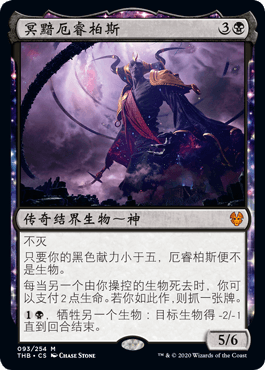 冥黯厄睿柏斯 3
传奇结界生物～神
不灭
只要你的黑色献力小于五，厄睿柏斯便不
是生物。
每当另一个由你操控的生物死去时，你可
以支付2点生命。若你如此作，则抓一张牌。
1，牺牲另一个生物：目标生物得 -2/-1
直到回合结束。
5/6
093/254 M
THB • CS CHASE STONE
™ & © 2020 Wizards of the Coast